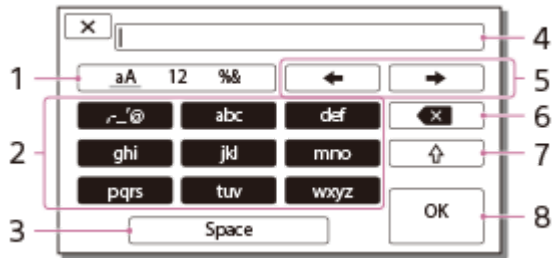 ×
4
1 aA 12 %& ← → 5
,-_'@ abc def × 6
2 ghi jkl mno ⇧ 7
pqrs tuv wxyz OK 8
3 Space